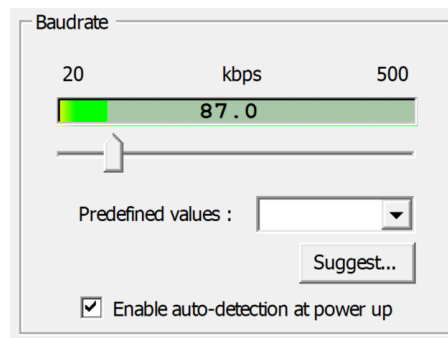 Baudrate
20 kbps 500
87.0
Predefined values :
Suggest...
Enable auto-detection at power up